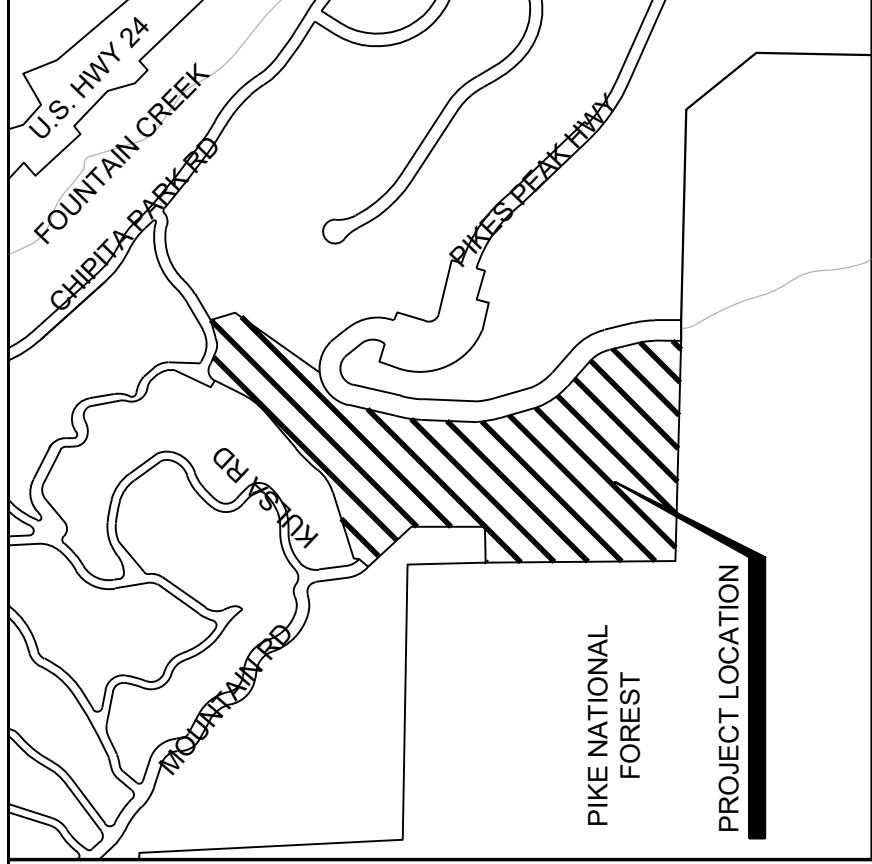 U.S. HWY 24
FOUNTAIN CREEK
CHIPITA PARK RD
PIKES PEAK HWY
KULSA RD
MOUNTAIN RD
PIKE NATIONAL
FOREST
PROJECT LOCATION